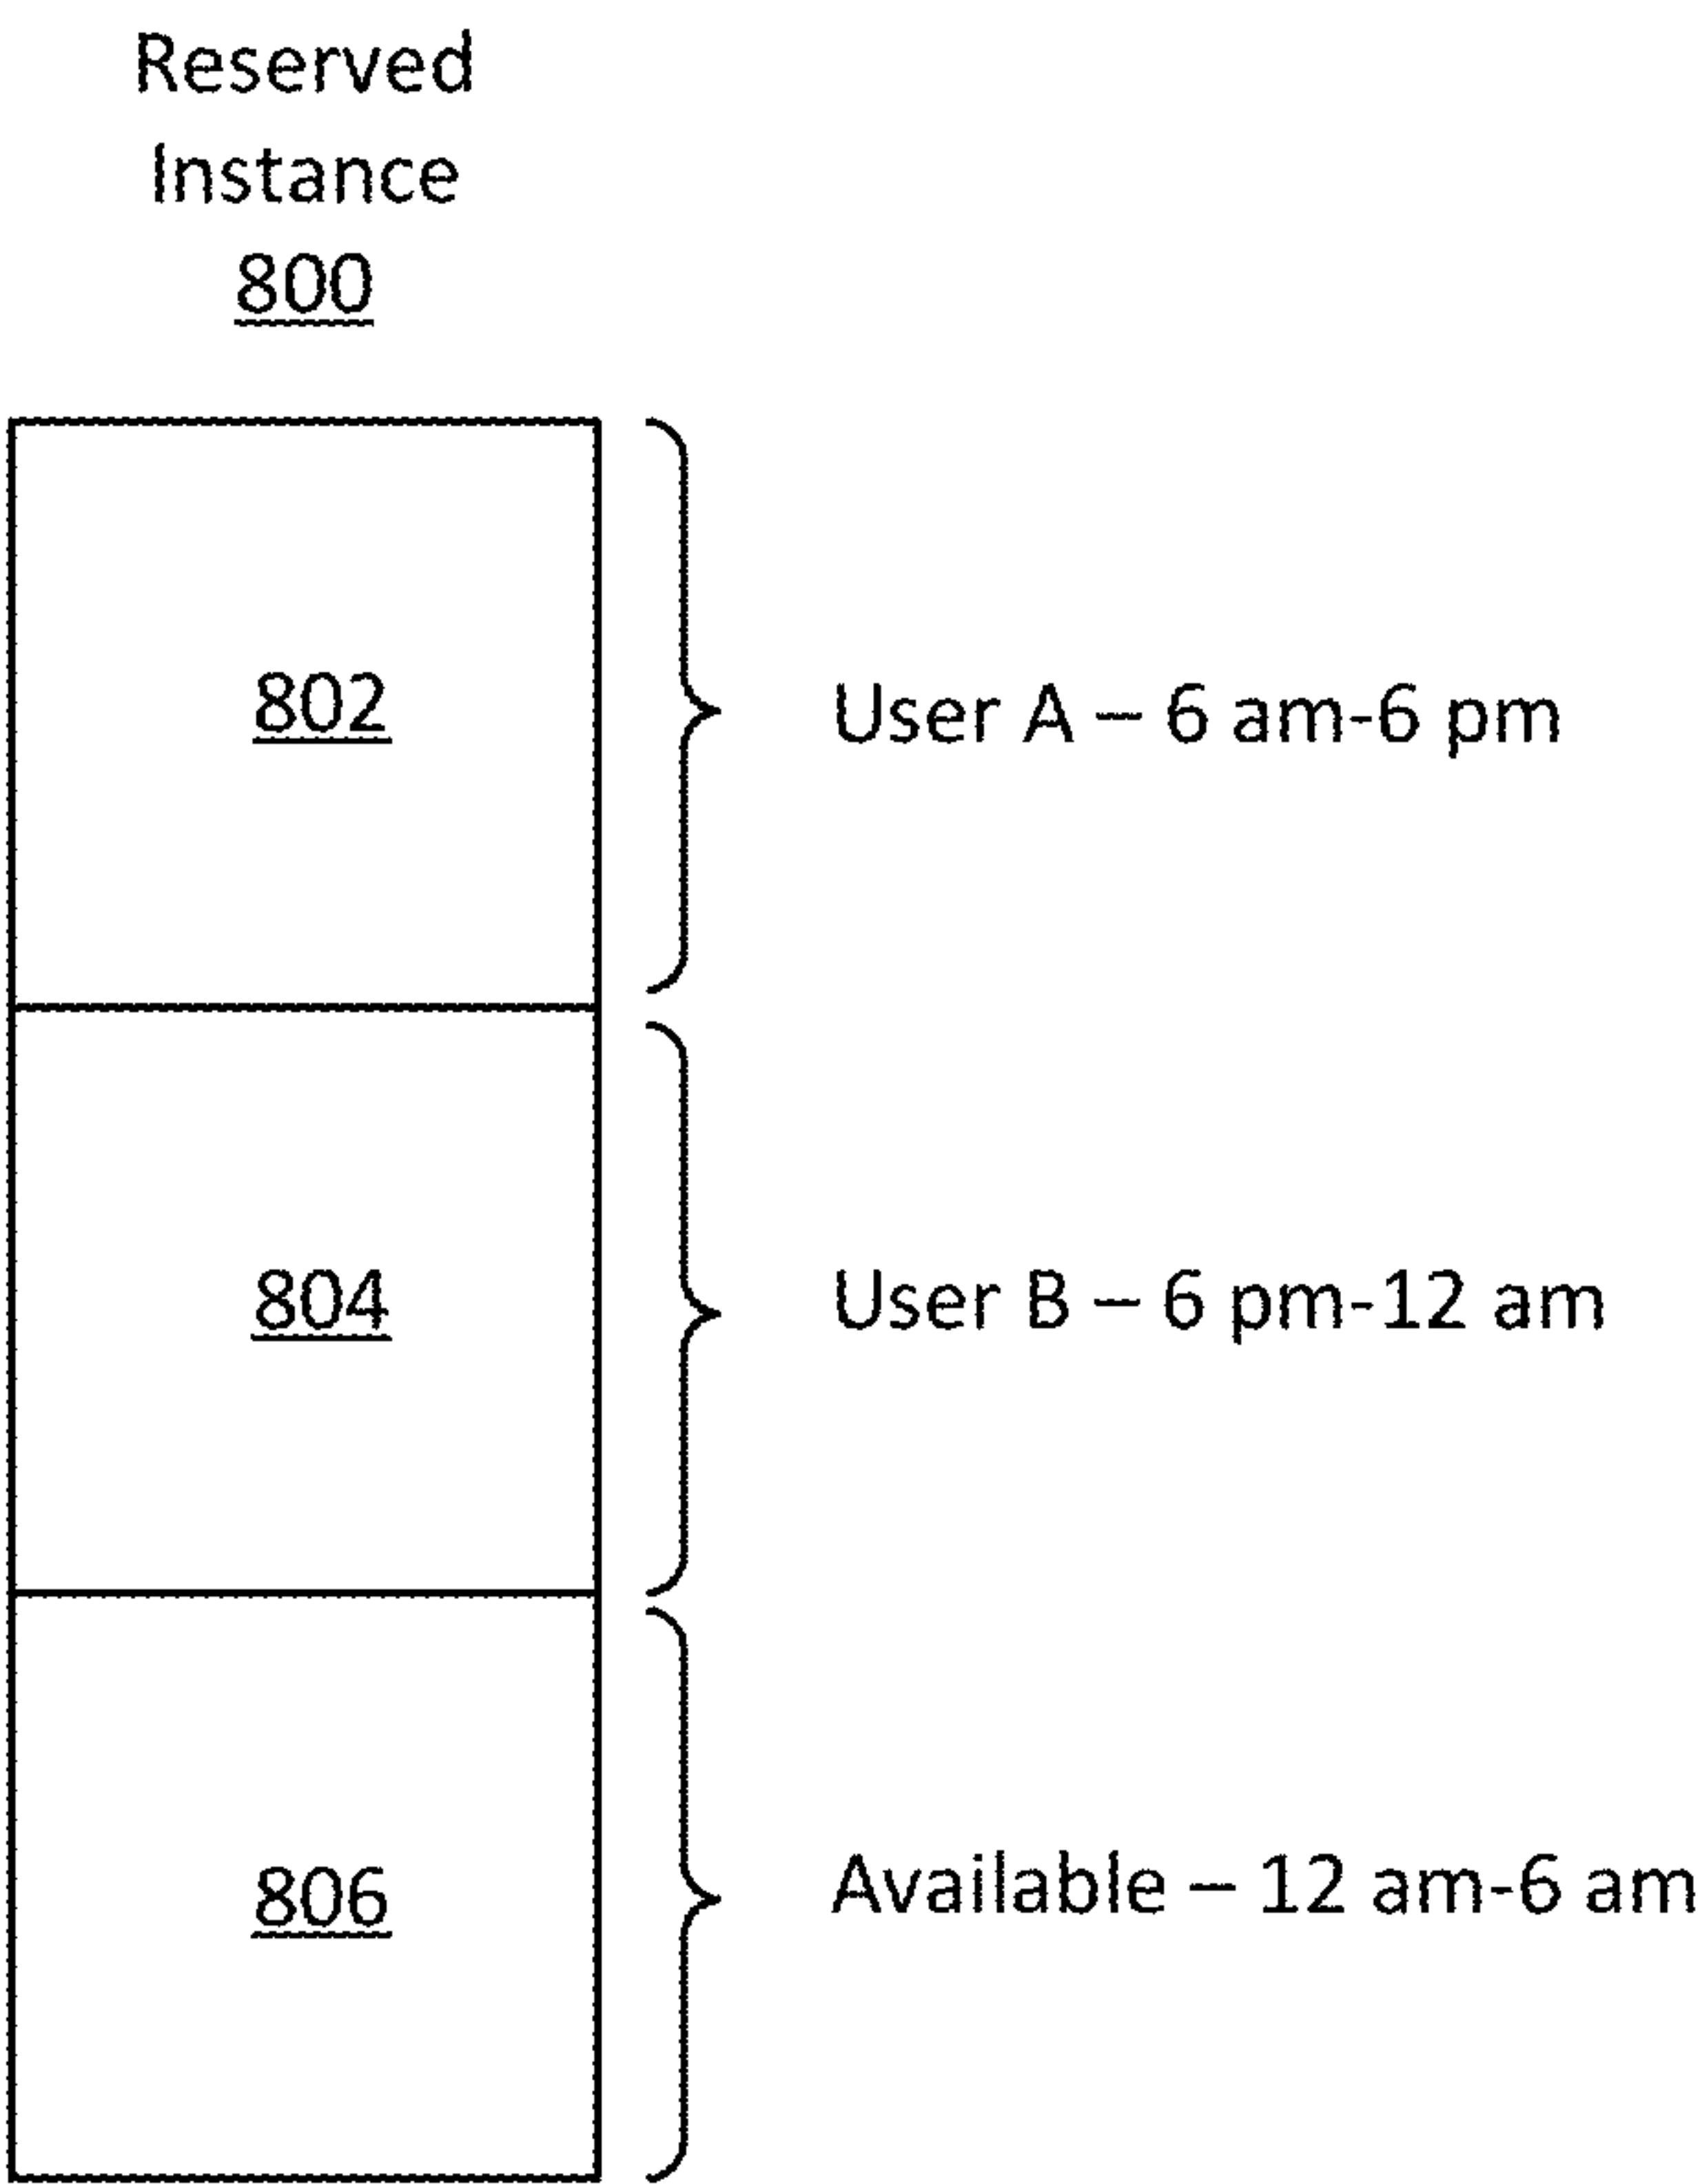 Reserved
Instance
800
802
User A – 6 am-6 pm
804
User B – 6 pm-12 am
806
Available – 12 am-6 am